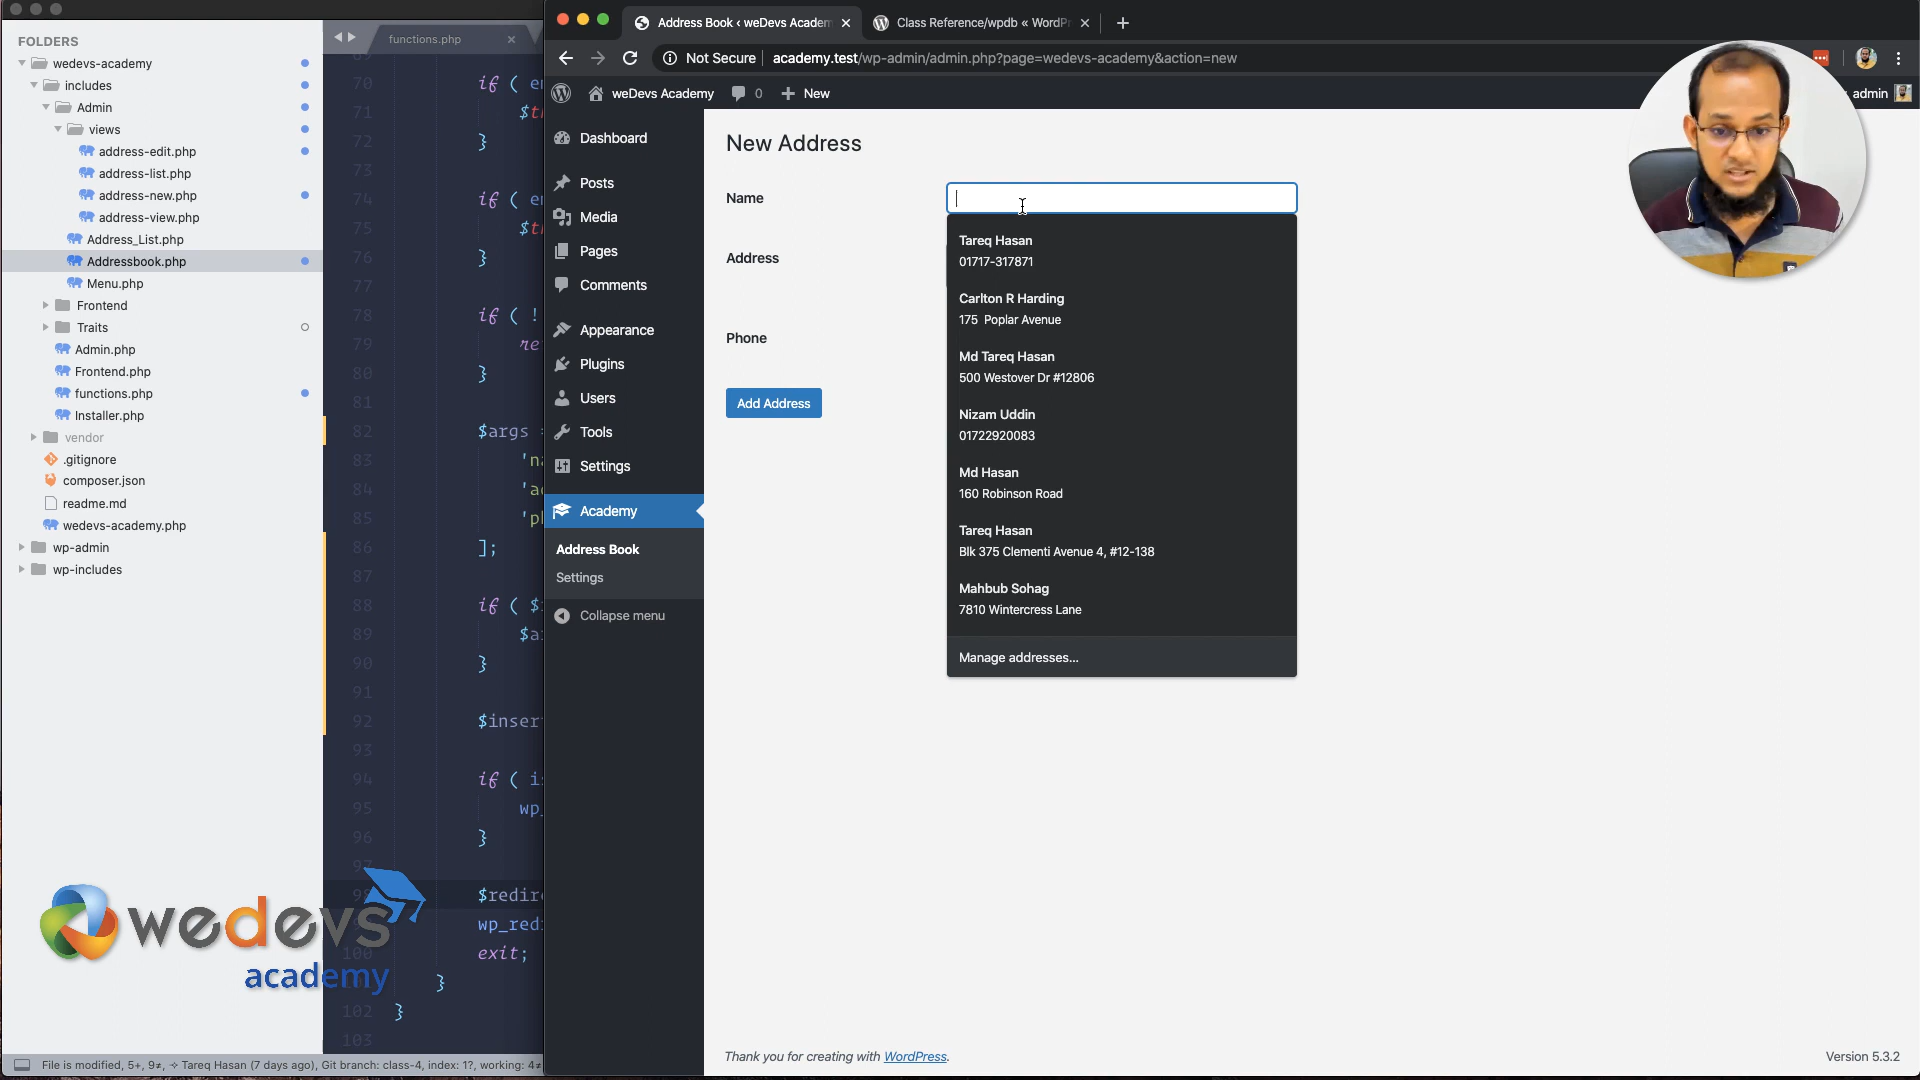 FOLDERS
wedevs-academy
includes
Admin
views
address-edit.php
address-list.php
address-new.php
address-view.php
Address_List.php
Addressbook.php
Menu.php
Frontend
Traits
Admin.php
Frontend.php
functions.php
Installer.php
vendor
.gitignore
composer.json
readme.md
wedevs-academy.php
wp-admin
wp-includes
wedevs
academy
File is modified, 5+, 9≠, Tareq Hasan (7 days ago), Git branch: class-4, index: 1?, working: 4≠
functions.php
70 if ( e
71
72 }
73
74 if ( e
75
76 }
77
78 if ( !
79
80 }
81
82 $args
83
84
85
86 ];
87
88 if (
89
90 }
91
92
93
94 if (
95
96 }
97
exit;
}
102 }
103
Address Book ‹ weDevs Academ
Class Reference/wpdb « WordPr
Not Secure academy.test/wp-admin/admin.php?page=wedevs-academy&action=new
weDevs Academy 0 New
admin
Dashboard
Posts
Media
Pages
Comments
Appearance
Plugins
Users
Tools
Settings
Academy
Address Book
Settings
Collapse menu
New Address
Name
Address
Phone
Add Address
Tareq Hasan
01717-317871
Carlton R Harding
175 Poplar Avenue
Md Tareq Hasan
500 Westover Dr #12806
Nizam Uddin
01722920083
Md Hasan
160 Robinson Road
Tareq Hasan
Blk 375 Clementi Avenue 4, #12-138
Mahbub Sohag
7810 Wintercress Lane
Manage addresses...
Thank you for creating with WordPress.
Version 5.3.2